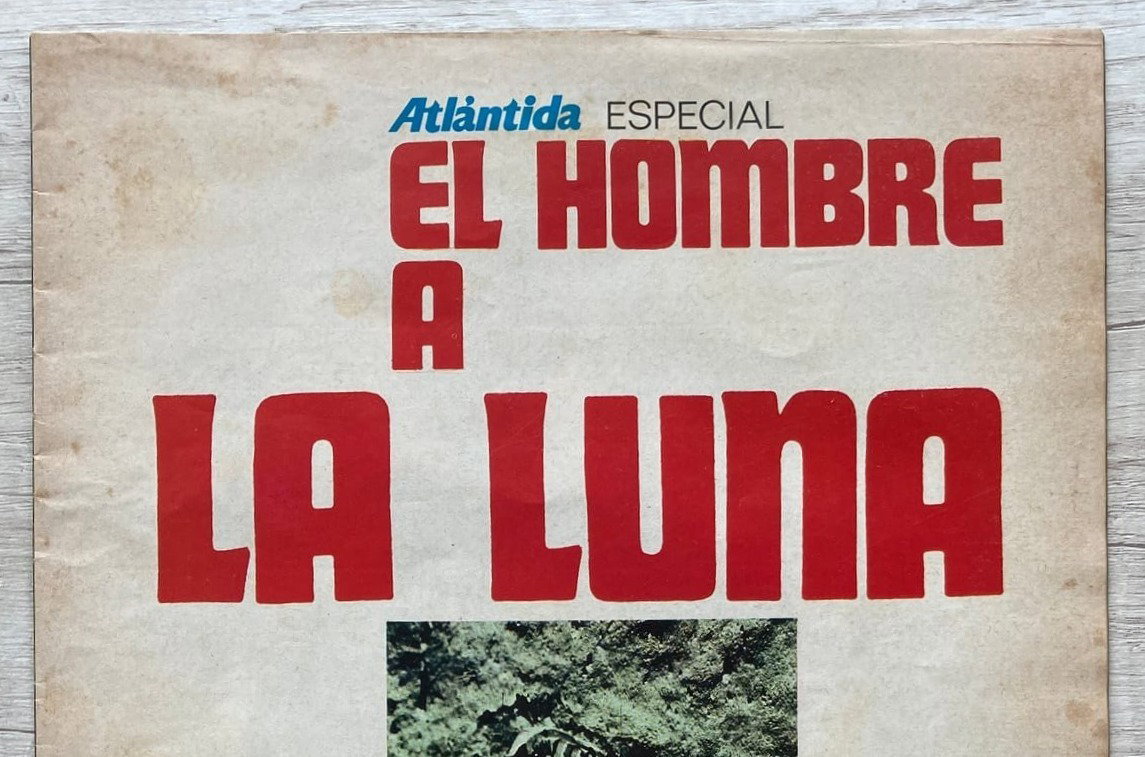 Atlántida ESPECIAL
EL HOMBRE
A
LA LUNA